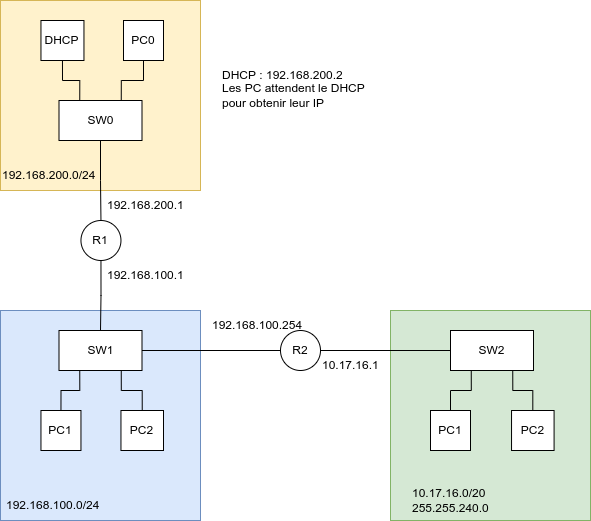 DHCP
PC0
DHCP : 192.168.200.2
Les PC attendent le DHCP
pour obtenir leur IP
SW0
192.168.200.0/24
192.168.200.1
R1
192.168.100.1
192.168.100.254
SW1
R2
SW2
10.17.16.1
PC1
PC2
PC1
PC2
192.168.100.0/24
10.17.16.0/20
255.255.240.0